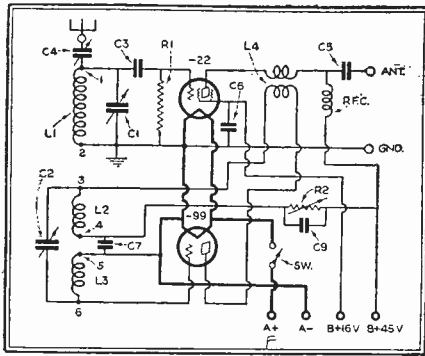 C4 C3 R1 -22 L4 C5
ANT.
1
L1 C1 C6 R.F.C.
2 GND.
C2 3
R2
L2
4 -99
C7 C9
5
L3 SW.
6
A+ A- B+16V B+45V
F